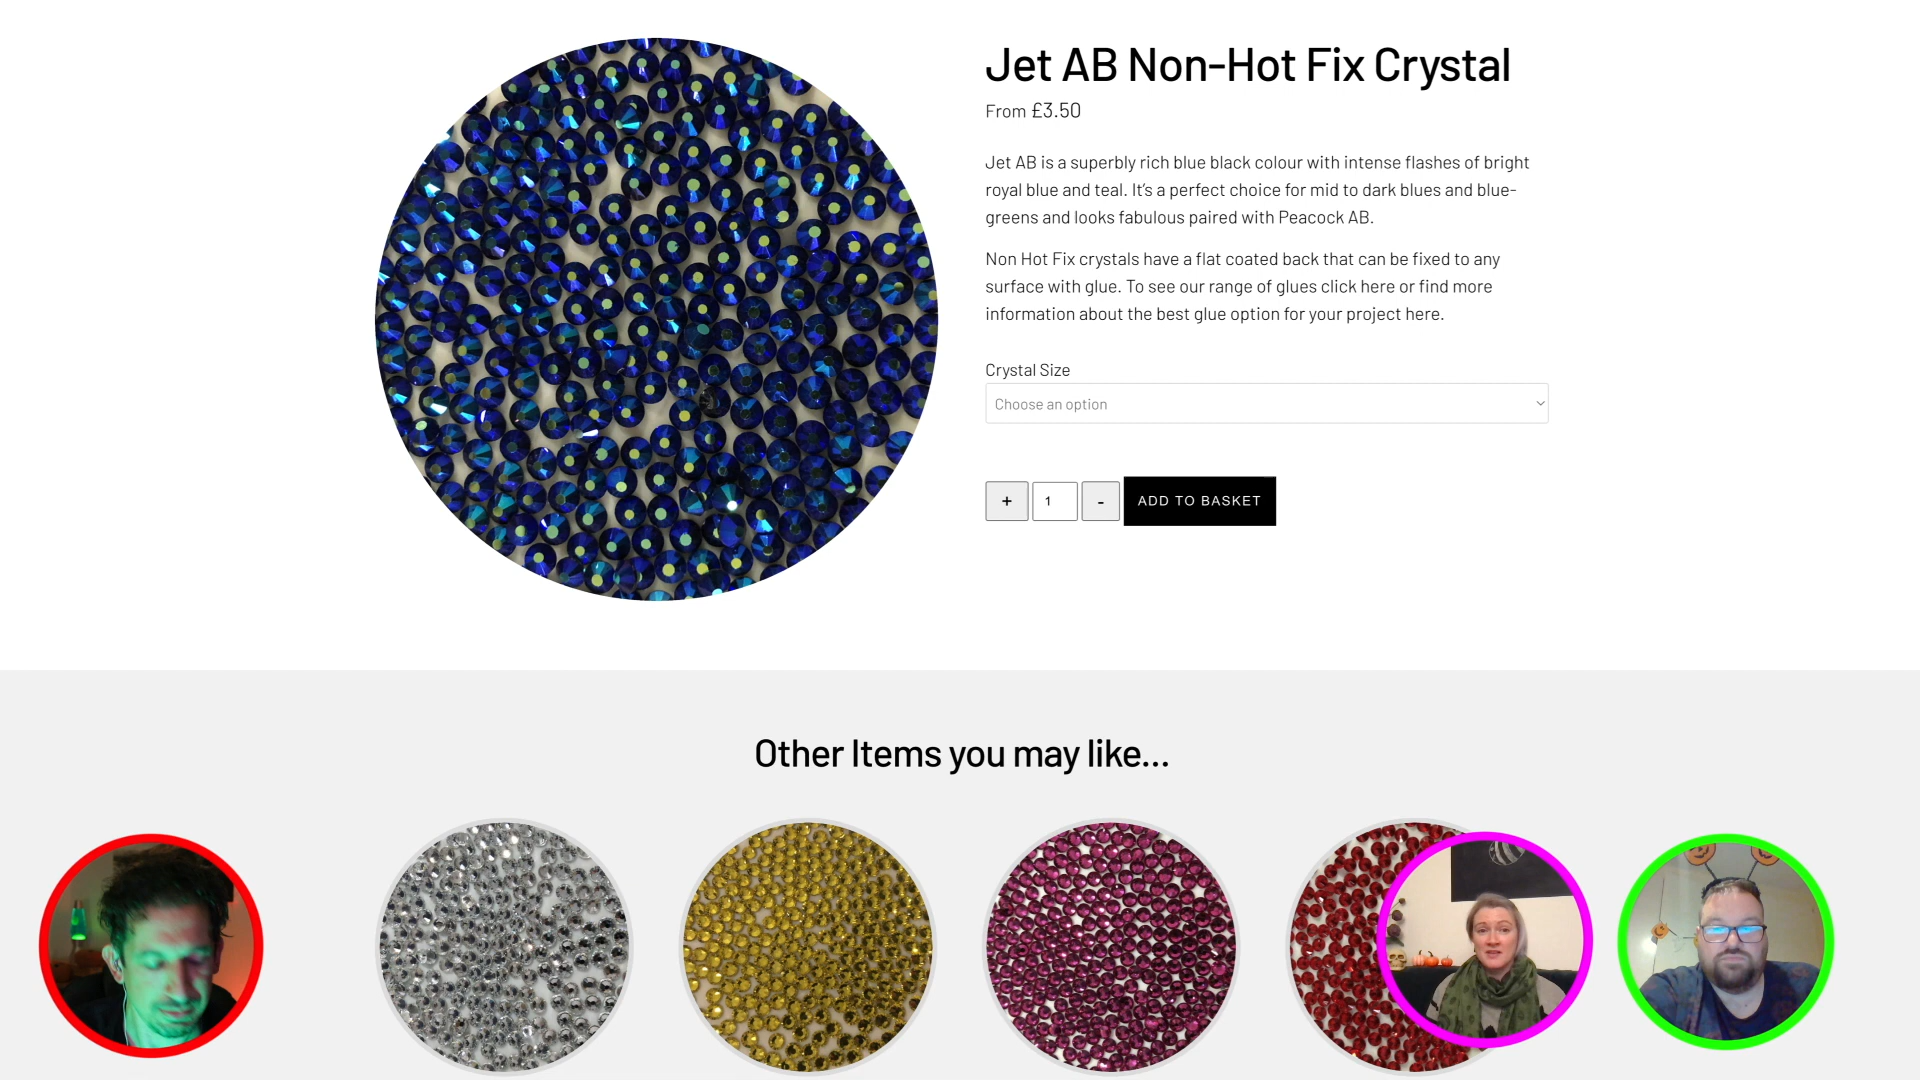 Jet AB Non-Hot Fix Crystal
From £3.50
Jet AB is a superbly rich blue black colour with intense flashes of bright
royal blue and teal. It's a perfect choice for mid to dark blues and blue-
greens and looks fabulous paired with Peacock AB.
Non Hot Fix crystals have a flat coated back that can be fixed to any
surface with glue. To see our range of glues click here or find more
information about the best glue option for your project here.
Crystal Size
Choose an option
+ 1 - ADD TO BASKET
Other Items you may like...